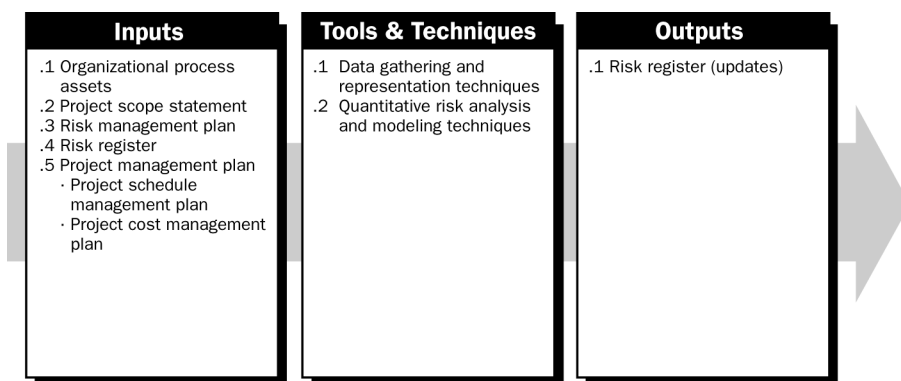 Inputs
.1 Organizational process
assets
.2 Project scope statement
.3 Risk management plan
.4 Risk register
.5 Project management plan
· Project schedule
management plan
· Project cost management
plan
Tools & Techniques
.1 Data gathering and
representation techniques
.2 Quantitative risk analysis
and modeling techniques
Outputs
.1 Risk register (updates)